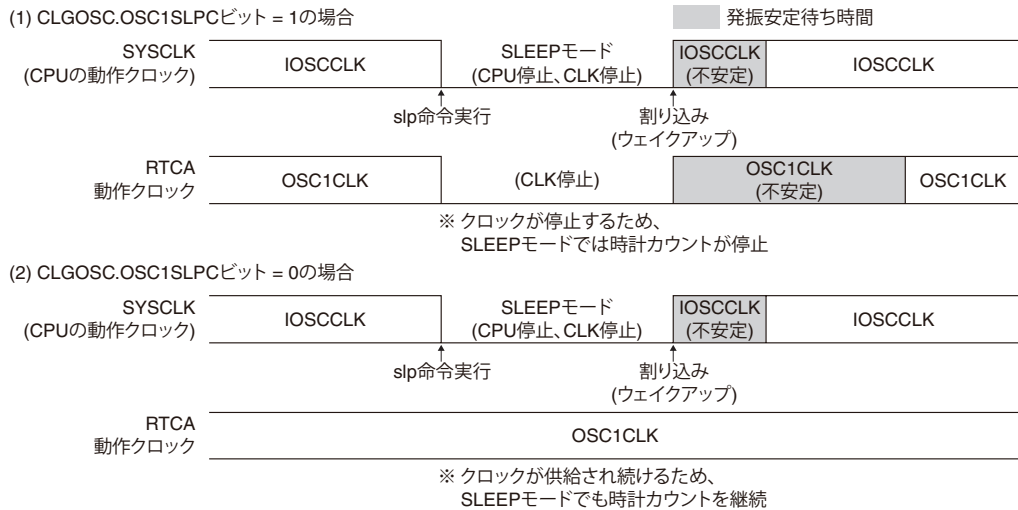 (1) CLGOSC.OSC1SLPCビット = 1の場合
発振安定待ち時間
SYSCLK
(CPUの動作クロック)
IOSCCLK
SLEEPモード
(CPU停止、CLK停止)
IOSCCLK
(不安定)
IOSCCLK
slp命令実行
割り込み
(ウェイクアップ)
RTCA
動作クロック
OSC1CLK
(CLK停止)
OSC1CLK
(不安定)
OSC1CLK
※ クロックが停止するため、
SLEEPモードでは時計カウントが停止
(2) CLGOSC.OSC1SLPCビット = 0の場合
SYSCLK
(CPUの動作クロック)
IOSCCLK
SLEEPモード
(CPU停止、CLK停止)
IOSCCLK
(不安定)
IOSCCLK
slp命令実行
割り込み
(ウェイクアップ)
RTCA
動作クロック
OSC1CLK
※ クロックが供給され続けるため、
SLEEPモードでも時計カウントを継続